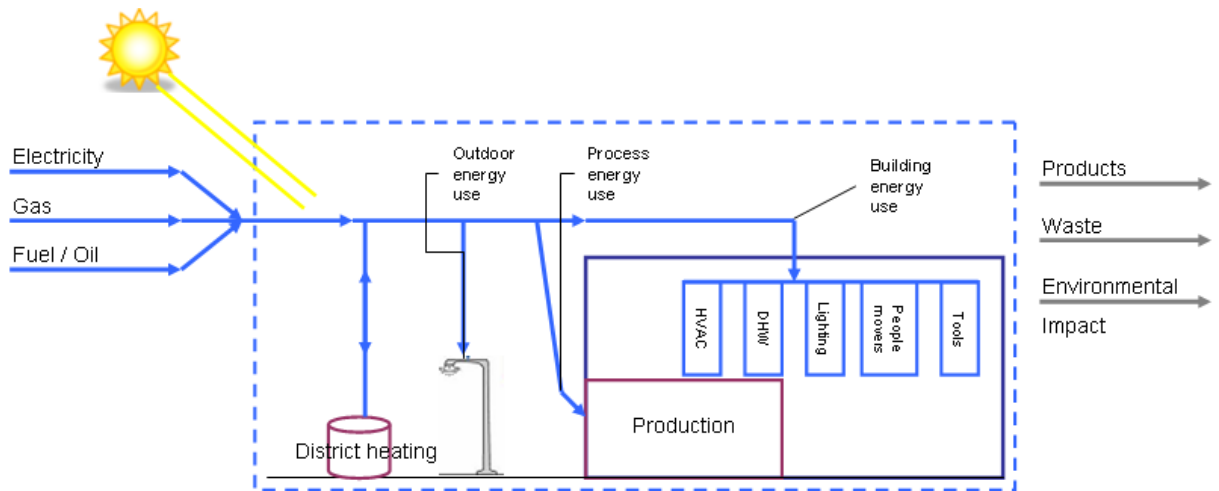 Electricity
Gas
Fuel / Oil
Outdoor
energy
use
Process
energy
use
Building
energy
use
HVAC
DHW
Lighting
People
movers
Tools
District heating
Production
Products
Waste
Environmental
Impact